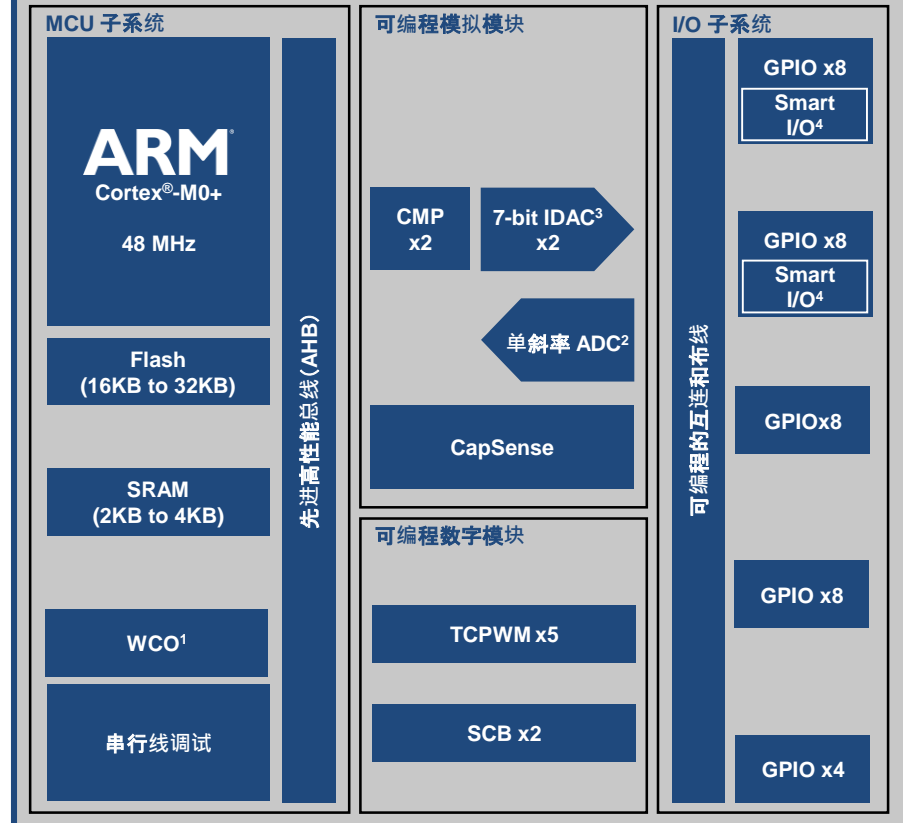 MCU 子系统
ARM®
Cortex®-M0+
48 MHz
Flash
(16KB to 32KB)
SRAM
(2KB to 4KB)
WCO¹
串行线调试
先进高性能总线(AHB)
可编程模拟模块
CMP
x2
7-bit IDAC³
x2
单斜率 ADC²
CapSense
可编程数字模块
TCPWM x5
SCB x2
I/O 子系统
可编程的互连和布线
GPIO x8
Smart
I/O⁴
GPIO x8
Smart
I/O⁴
GPIOx8
GPIO x8
GPIO x4